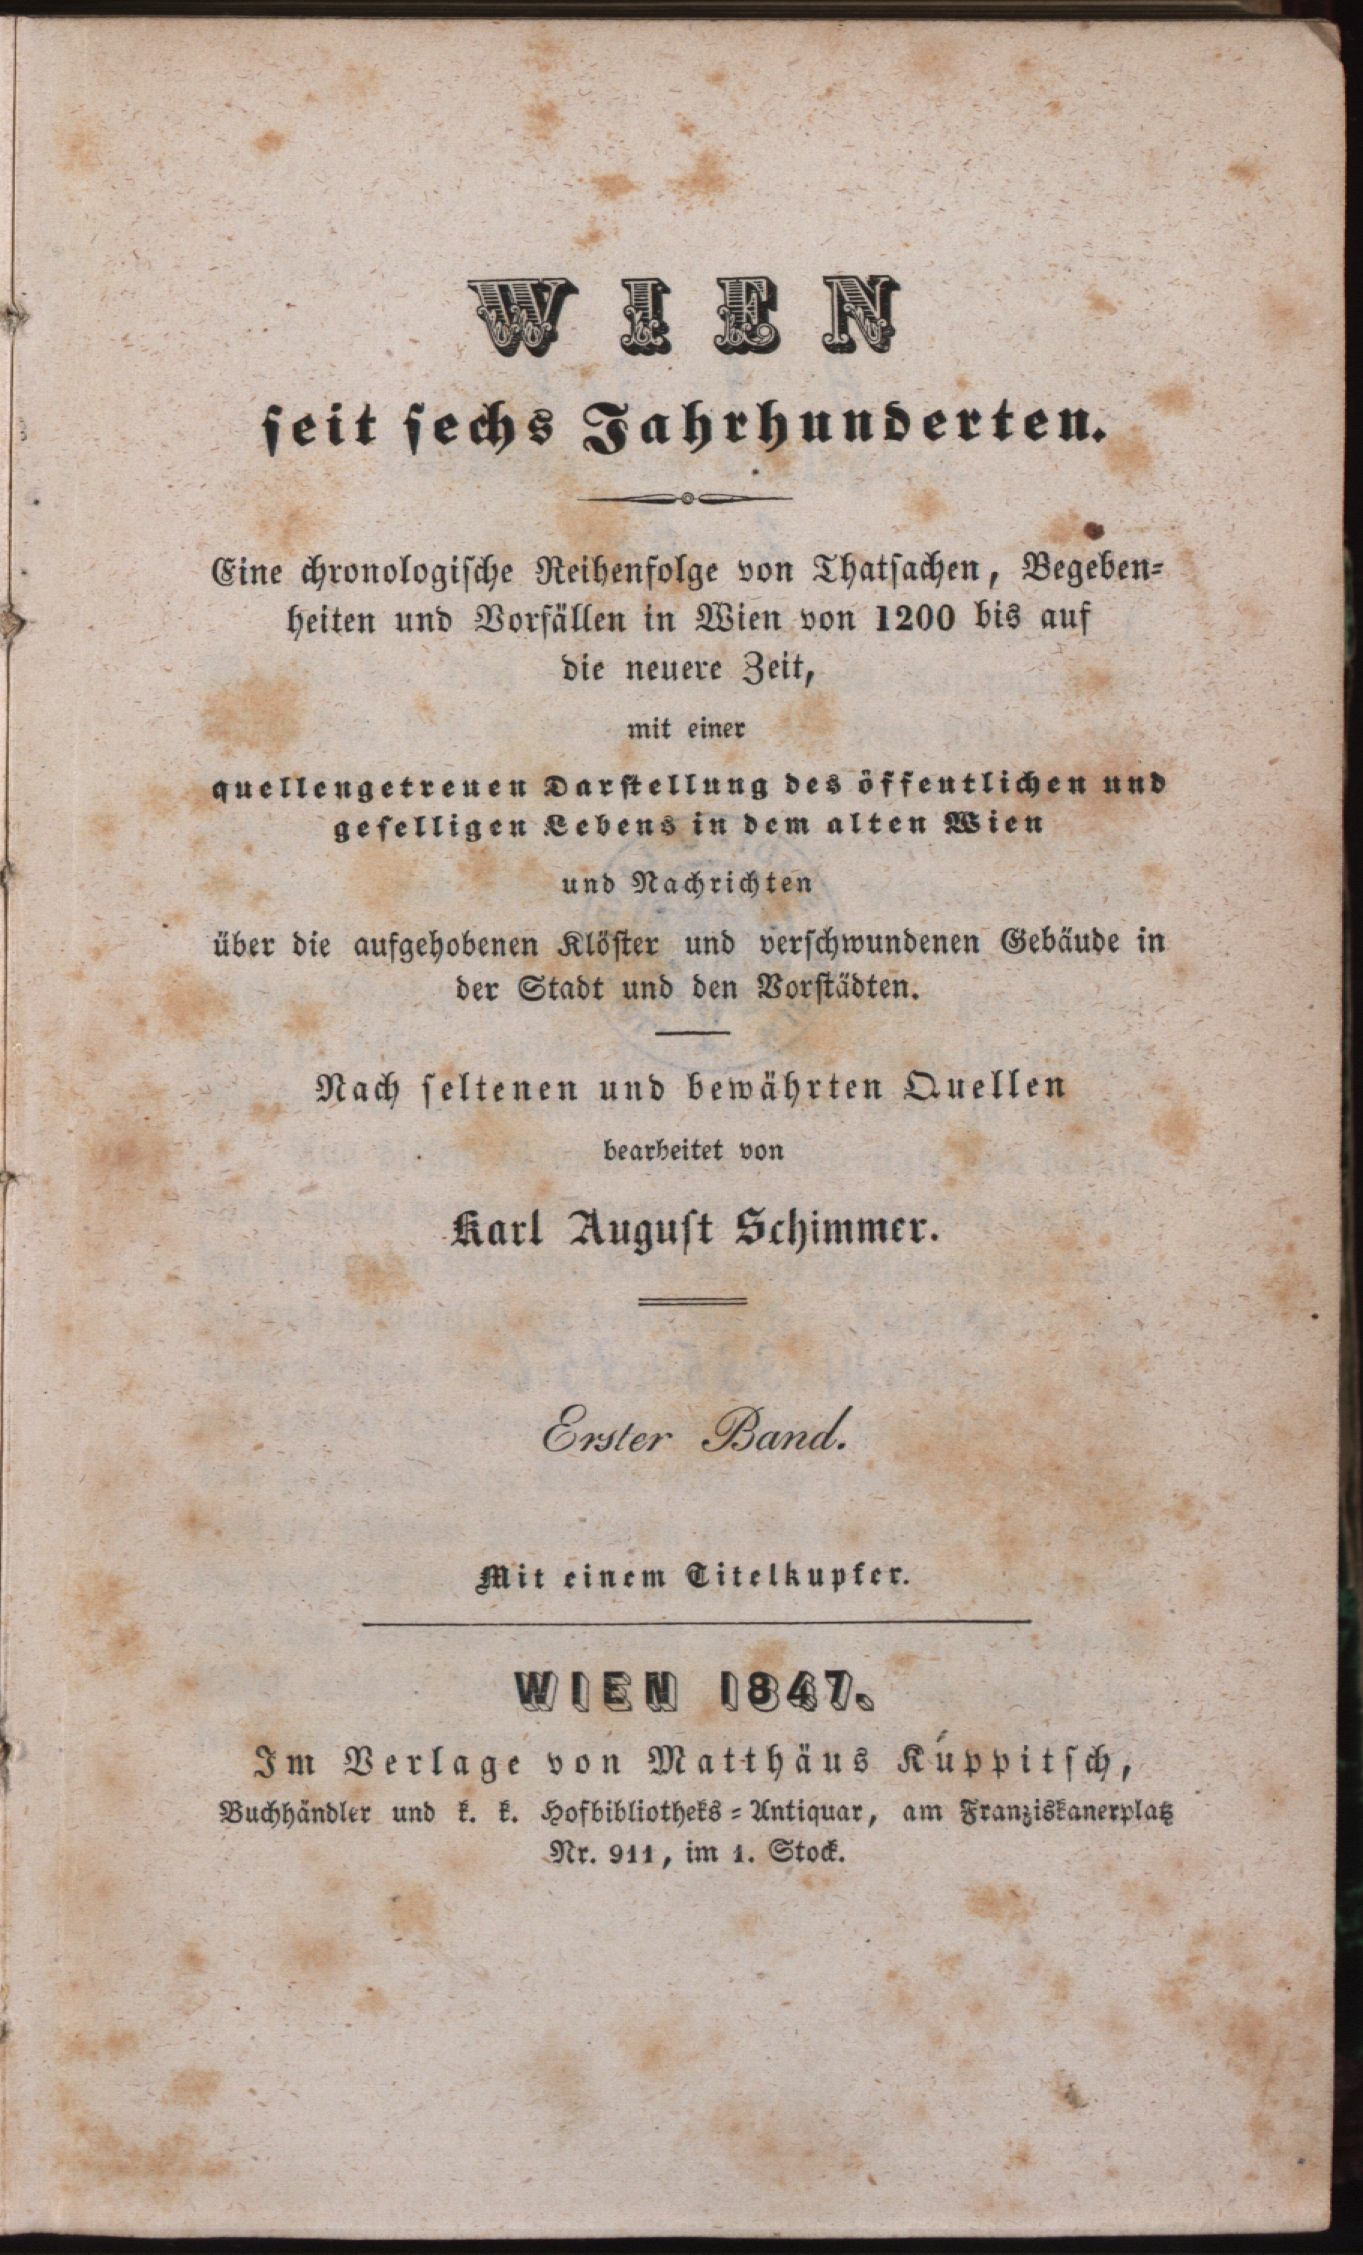 WIEN
seit sechs Jahrhunderten.
Eine chronologische Reihenfolge von Thatsachen, Begeben-
heiten und Vorfällen in Wien von 1200 bis auf
die neuere Zeit,
mit einer
quellengetreuen Darstellung des öffentlichen und
geselligen Lebens in dem alten Wien
und Nachrichten
über die aufgehobenen Klöster und verschwundenen Gebäude in
der Stadt und den Vorstädten.
Nach seltenen und bewährten Quellen
bearbeitet von
Karl August Schimmer.
Erster Band.
Mit einem Titelkupfer.
WIEN 1847.
Im Verlage von Matthäus Kuppitsch,
Buchhändler und k. k. Hofbibliotheks-Antiquar, am Franziskanerplatz
Nr. 911, im 1. Stock.